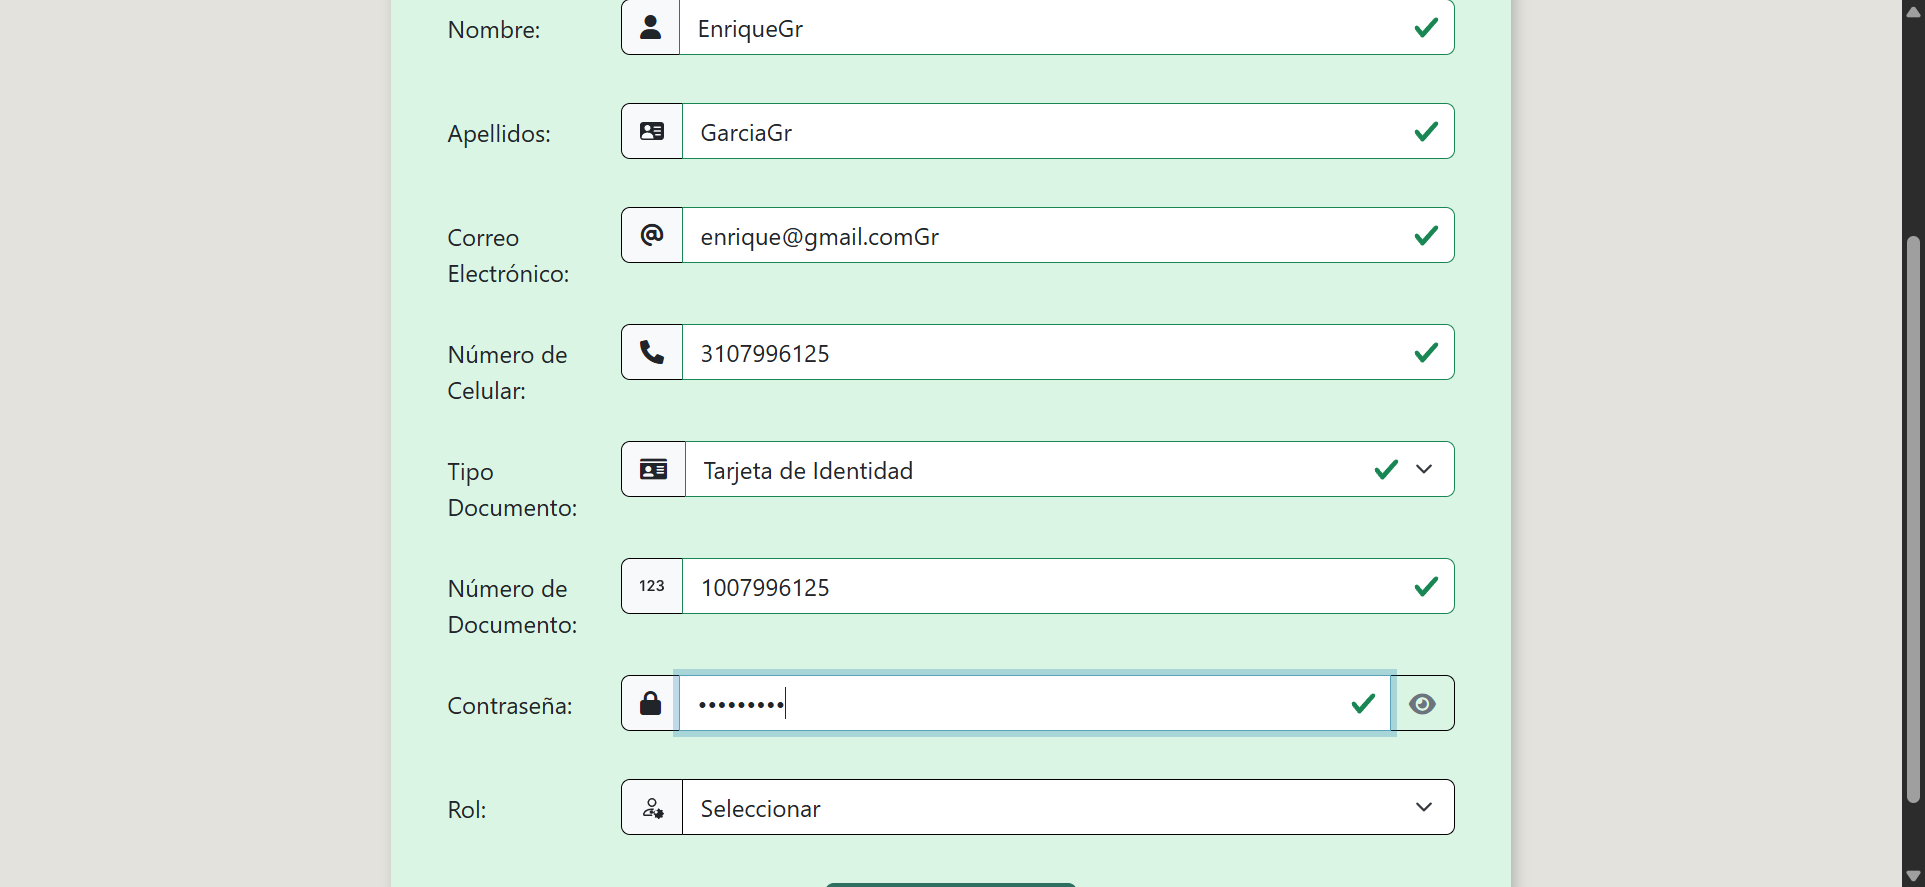 Nombre:
EnriqueGr
Apellidos:
GarciaGr
Correo
Electrónico:
enrique@gmail.comGr
Número de
Celular:
3107996125
Tipo
Documento:
Tarjeta de Identidad
Número de
Documento:
123
1007996125
Contraseña:
•••••••••
Rol:
Seleccionar